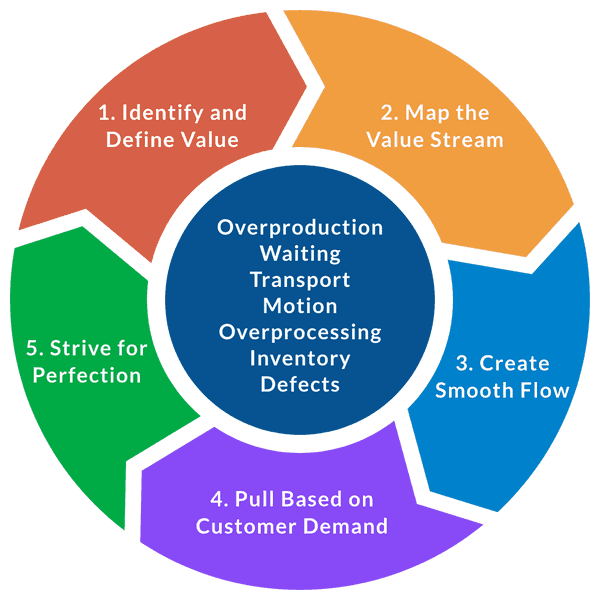 1. Identify and
Define Value
2. Map the
Value Stream
3. Create
Smooth Flow
4. Pull Based on
Customer Demand
5. Strive for
Perfection
Overproduction
Waiting
Transport
Motion
Overprocessing
Inventory
Defects